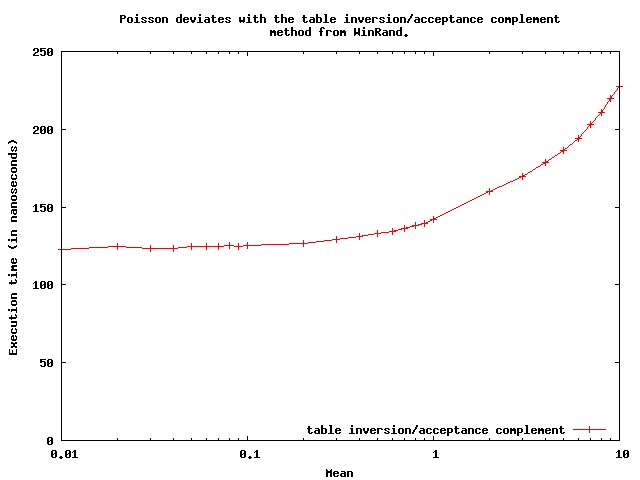 Poisson deviates with the table inversion/acceptance complement
method from WinRand.
250
200
150
100
50
0
Execution time (in nanoseconds)
table inversion/acceptance complement
0.01 0.1 1 10
Mean